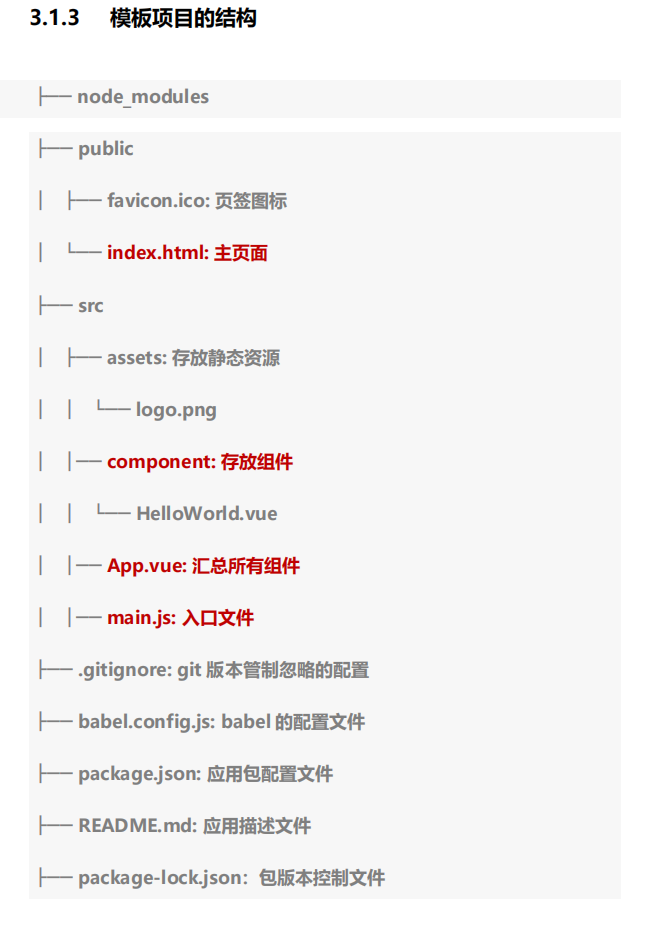 3.1.3 模板项目的结构
├── node_modules
├── public
│ ├── favicon.ico: 页签图标
│ └── index.html: 主页面
├── src
│ ├── assets: 存放静态资源
│ │ └── logo.png
│ │── component: 存放组件
│ │ └── HelloWorld.vue
│ │── App.vue: 汇总所有组件
│ │── main.js: 入口文件
├── .gitignore: git 版本管制忽略的配置
├── babel.config.js: babel 的配置文件
├── package.json: 应用包配置文件
├── README.md: 应用描述文件
├── package-lock.json：包版本控制文件